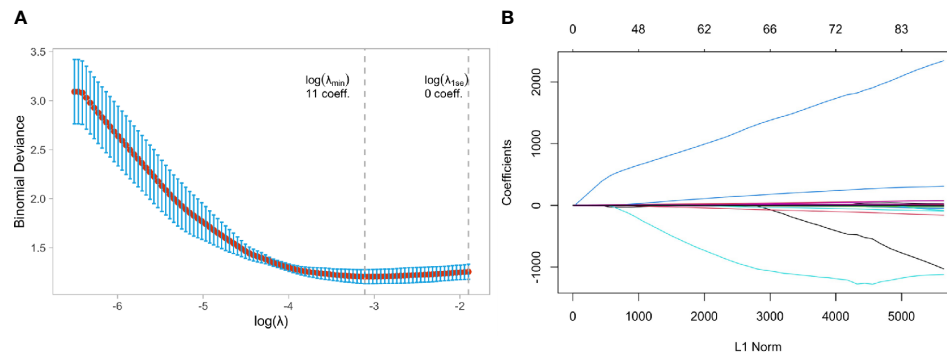 A
Binomial Deviance
3.5
3.0
2.5
2.0
1.5
log(λmin)
11 coeff.
log(λ1se)
0 coeff.
-6 -5 -4 -3 -2
log(λ)
B
0 48 62 66 72 83
Coefficients
2000
1000
0
-1000
0 1000 2000 3000 4000 5000
L1 Norm